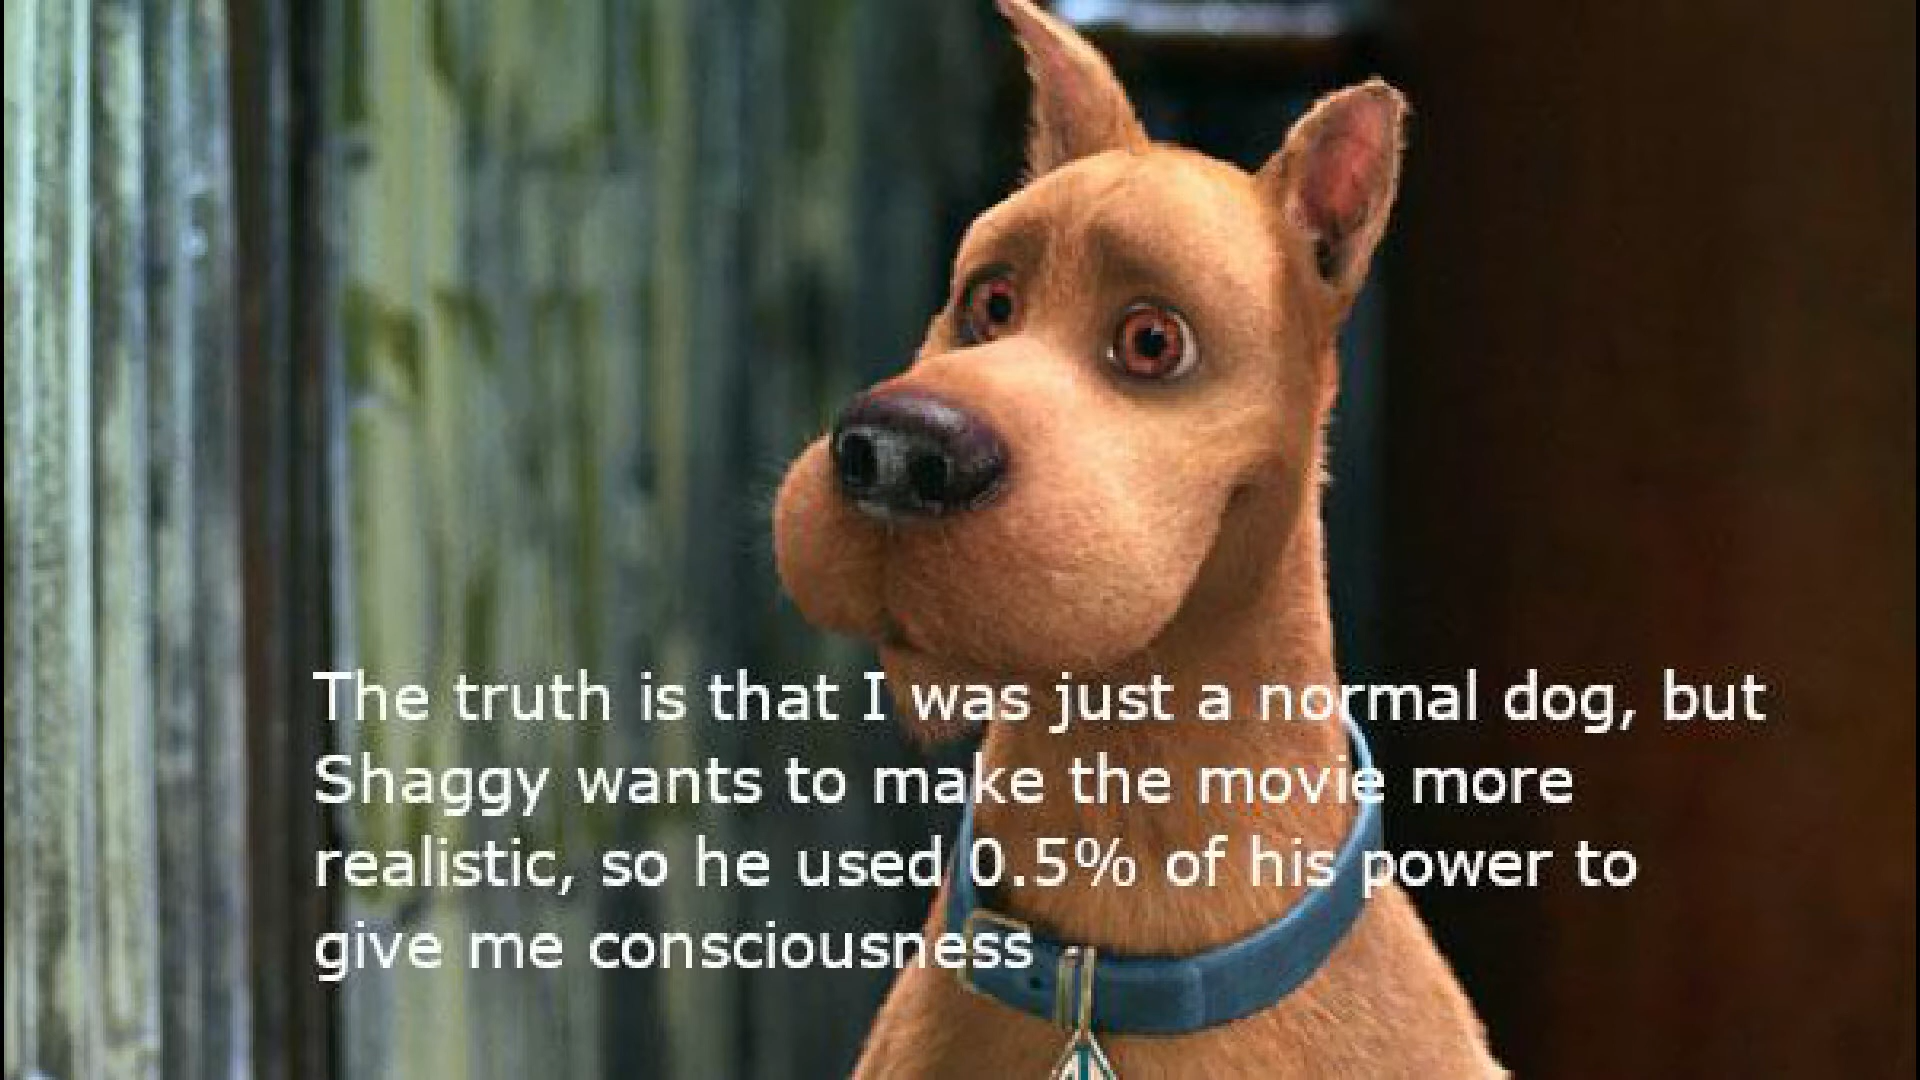 The truth is that I was just a normal dog, but
Shaggy wants to make the movie more
realistic, so he used 0.5% of his power to
give me consciousness